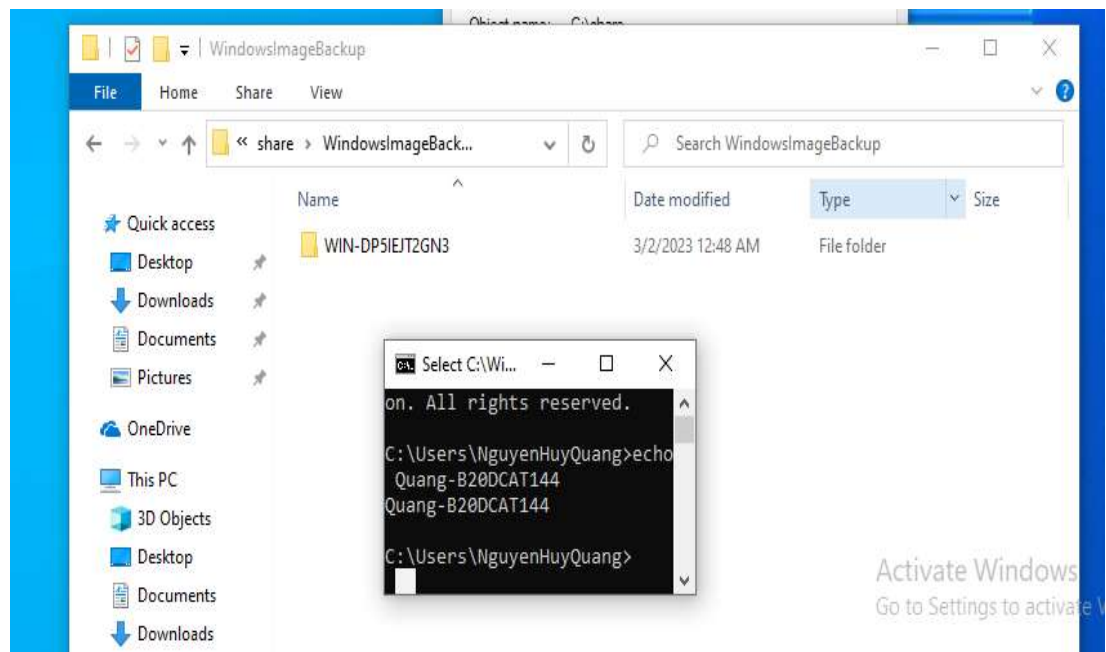 Object name: C:\share
WindowsImageBackup
File Home Share View
« share › WindowsImageBack...
Search WindowsImageBackup
Name Date modified Type Size
Quick access
WIN-DP5IEJT2GN3 3/2/2023 12:48 AM File folder
Desktop
Downloads
Documents
Pictures
OneDrive
This PC
3D Objects
Desktop
Documents
Downloads
Select C:\Wi...
on. All rights reserved.
C:\Users\NguyenHuyQuang>echo
Quang-B20DCAT144
Quang-B20DCAT144
C:\Users\NguyenHuyQuang>
Activate Windows
Go to Settings to activate W